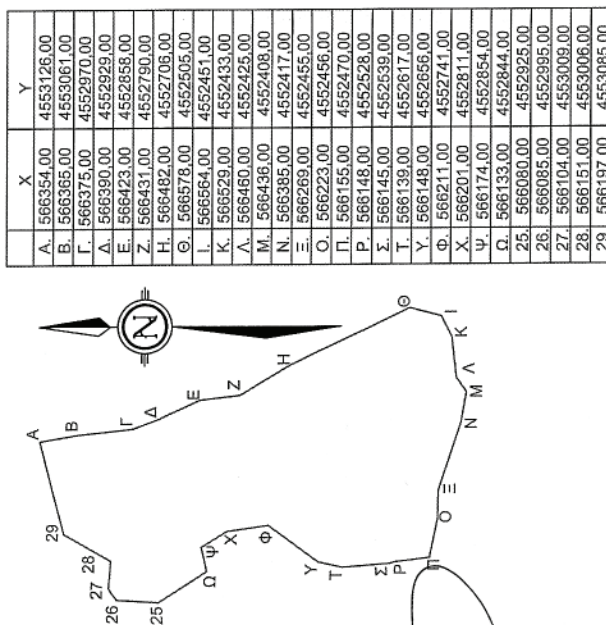 X Y
Α. 566354,00 4553126,00
Β. 566365,00 4553061,00
Γ. 566375,00 4552970,00
Δ. 566390,00 4552929,00
Ε. 566423,00 4552858,00
Ζ. 566431,00 4552790,00
Η. 566482,00 4552706,00
Θ. 566578,00 4552505,00
Ι. 566564,00 4552451,00
Κ. 566529,00 4552433,00
Λ. 566460,00 4552425,00
Μ. 566436,00 4552408,00
Ν. 566385,00 4552417,00
Ξ. 566269,00 4552455,00
Ο. 566223,00 4552456,00
Π. 566155,00 4552470,00
Ρ. 566148,00 4552528,00
Σ. 566145,00 4552539,00
Τ. 566139,00 4552617,00
Υ. 566148,00 4552656,00
Φ. 566211,00 4552741,00
Χ. 566201,00 4552811,00
Ψ. 566174,00 4552854,00
Ω. 566133,00 4552844,00
25. 566080,00 4552925,00
26. 566085,00 4552995,00
27. 566104,00 4553009,00
28. 566151,00 4553006,00
29. 566197,00 4553085,00
N
Α
Β
Γ
Δ
Ε
Ζ
Η
Θ
Ι
Κ
Λ
Μ
Ν
Ξ
Ο
Π
Ρ
Σ
Τ
Υ
Φ
Χ
Ψ
Ω
25
26
27
28
29